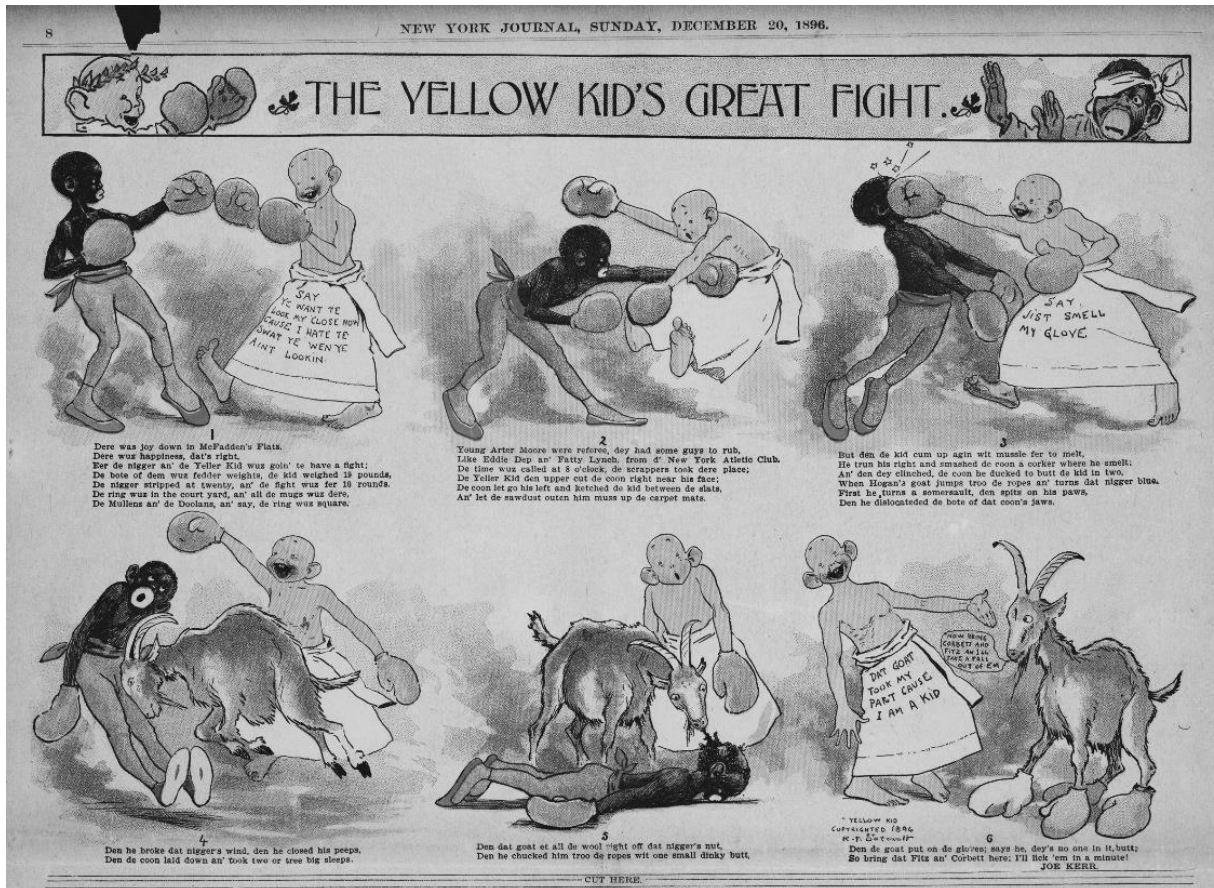 8
NEW YORK JOURNAL, SUNDAY, DECEMBER 20, 1896.
THE YELLOW KID'S GREAT FIGHT.
SAY
YE WANT TE
LOOK MY CLOSE NOW
CAUSE I HATE TE
SWAT YE WEN YE
AINT LOOKIN.
1
Dere was joy down in McFadden's Flats.
Dere wuz happiness, dat's right,
Fer de nigger an' de Yeller Kid wuz goin' te have a fight;
De bote of dem wuz fedder weights, de kid weighed 19 pounds,
De nigger stripped at twenty, an' de fight wuz fer 10 rounds.
De ring wuz in the court yard, an' all de mugs wuz dere,
De Mullens an' de Doolans, an' say, de ring wuz square.
2
Young Arter Moore were referee, dey had some guys to rub,
Like Eddie Dep an' Fatty Lynch, from d' New York Atletic Club.
De time wuz called at 8 o'clock, de scrappers took dere place;
De Yeller Kid den upper cut de coon right near his face;
De coon let go his left and ketched de kid between de slats,
An' let de sawdust outen him muss up de carpet mats.
SAY,
JIST SMELL
MY GLOVE
3
But den de kid cum up agin wit mussle fer to melt,
He trun his right and smashed de coon a corker where he smelt;
An' den dey clinched, de coon he ducked to butt de kid in two,
When Hogan's goat jumps troo de ropes an' turns dat nigger blue.
First he turns a somersault, den spits on his paws,
Den he dislocateded de bote of dat coon's jaws.
4
Den he broke dat nigger's wind, den he closed his peeps,
Den de coon laid down an' took two or tree big sleeps.
5
Den dat goat et all de wool right off dat nigger's nut,
Den he chucked him troo de ropes wit one small dinky butt,
DAT GOAT
TOOK MY
PART CAUSE
I AM A KID
NOW BRING
CORBETT AND
FITZ AN ILL
TAKE A FALL
OUT OF EM
YELLOW KID
COPYRIGHTED 1896
6
Den de goat put on de gloves; says he, dey's no one in it, butt;
So bring dat Fitz an' Corbett here; I'll lick 'em in a minute!
JOE KERR.
CUT HERE.